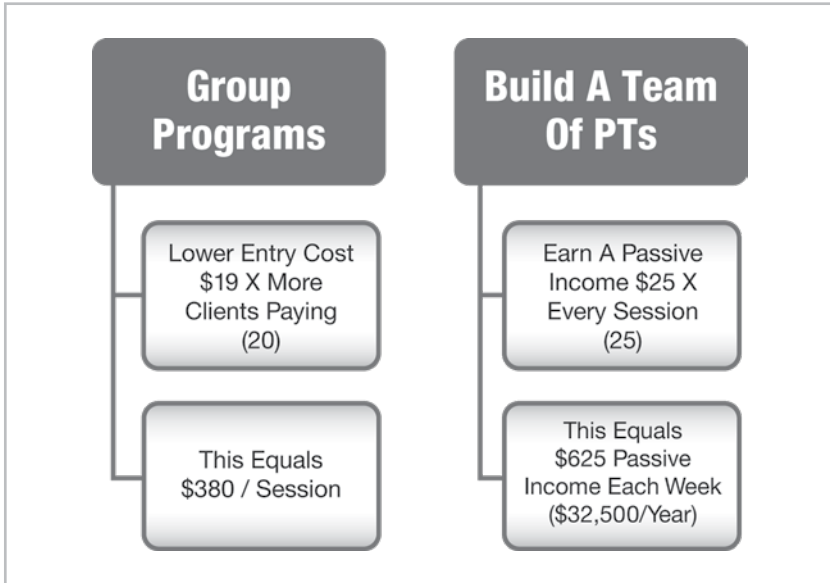 Group
Programs
Lower Entry Cost
$19 X More
Clients Paying
(20)
This Equals
$380 / Session
Build A Team
Of PTs
Earn A Passive
Income $25 X
Every Session
(25)
This Equals
$625 Passive
Income Each Week
($32,500/Year)